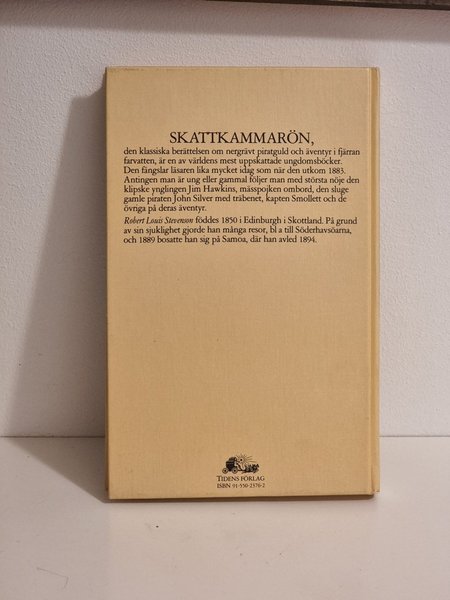 SKATTKAMMARÖN,
den klassiska berättelsen om nergrävt piratguld och äventyr i fjärran
farvatten, är en av världens mest uppskattade ungdomsböcker.
Den fängslar läsaren lika mycket idag som när den utkom 1883.
Antingen man är ung eller gammal följer man med största nöje den
klipske ynglingen Jim Hawkins, mässpojken ombord, den sluge
gamle piraten John Silver med träbenet, kapten Smollett och de
övriga på deras äventyr.
Robert Louis Stevenson föddes 1850 i Edinburgh i Skottland. På grund
av sin sjuklighet gjorde han många resor, bl a till Söderhavsöarna,
och 1889 bosatte han sig på Samoa, där han avled 1894.
TIDENS FÖRLAG
ISBN 91-550-2376-2